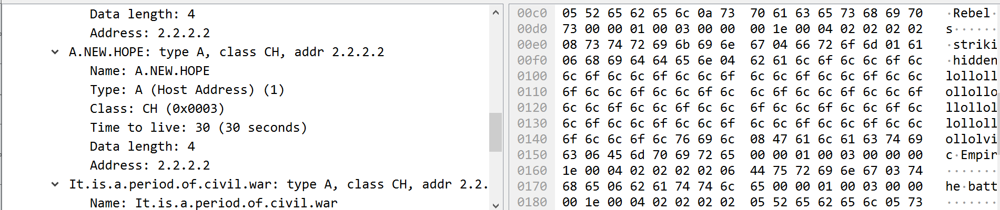 Data length: 4
Address: 2.2.2.2
A.NEW.HOPE: type A, class CH, addr 2.2.2.2
Name: A.NEW.HOPE
Type: A (Host Address) (1)
Class: CH (0x0003)
Time to live: 30 (30 seconds)
Data length: 4
Address: 2.2.2.2
It.is.a.period.of.civil.war: type A, class CH, addr 2.2.
Name: It.is.a.period.of.civil.war
00c0 05 52 65 62 65 6c 0a 73 70 61 63 65 73 68 69 70 ·Rebel·
00d0 73 00 00 01 00 03 00 00 00 1e 00 04 02 02 02 02 s······
00e0 08 73 74 72 69 6b 69 6e 67 04 66 72 6f 6d 01 61 ·striki
00f0 06 68 69 64 64 65 6e 04 62 61 6c 6f 6c 6c 6f 6c ·hidden
0100 6c 6f 6c 6c 6f 6c 6c 6f 6c 6c 6f 6c 6c 6f 6c 6c lolloll
0110 6f 6c 6c 6f 6c 6c 6f 6c 6c 6f 6c 6c 6f 6c 6c 6f ollollo
0120 6c 6c 6f 6c 6c 6f 6c 6c 6f 6c 6c 6f 6c 6c 6f 6c llollol
0130 6c 6f 6c 6c 6f 6c 6c 6f 6c 6c 6f 6c 6c 6f 6c 6c lolloll
0140 6f 6c 6c 6f 6c 76 69 6c 08 47 61 6c 61 63 74 69 ollolvi
0150 63 06 45 6d 70 69 72 65 00 00 01 00 03 00 00 00 c·Empir
0160 1e 00 04 02 02 02 02 06 44 75 72 69 6e 67 03 74 ·······
0170 68 65 06 62 61 74 74 6c 65 00 00 01 00 03 00 00 he·batt
0180 00 1e 00 04 02 02 02 02 05 52 65 62 65 6c 05 73 ·······